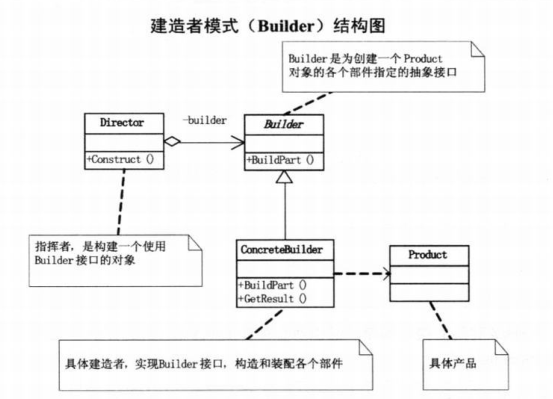 建造者模式（Builder）结构图
Builder是为创建一个Product
对象的各个部件指定的抽象接口
Director
-builder
Builder
+Construct()
+BuildPart()
指挥者，是构建一个使用
Builder接口的对象
ConcreteBuilder
Product
+BuildPart()
+GetResult()
具体建造者，实现Builder接口，构造和装配各个部件
具体产品